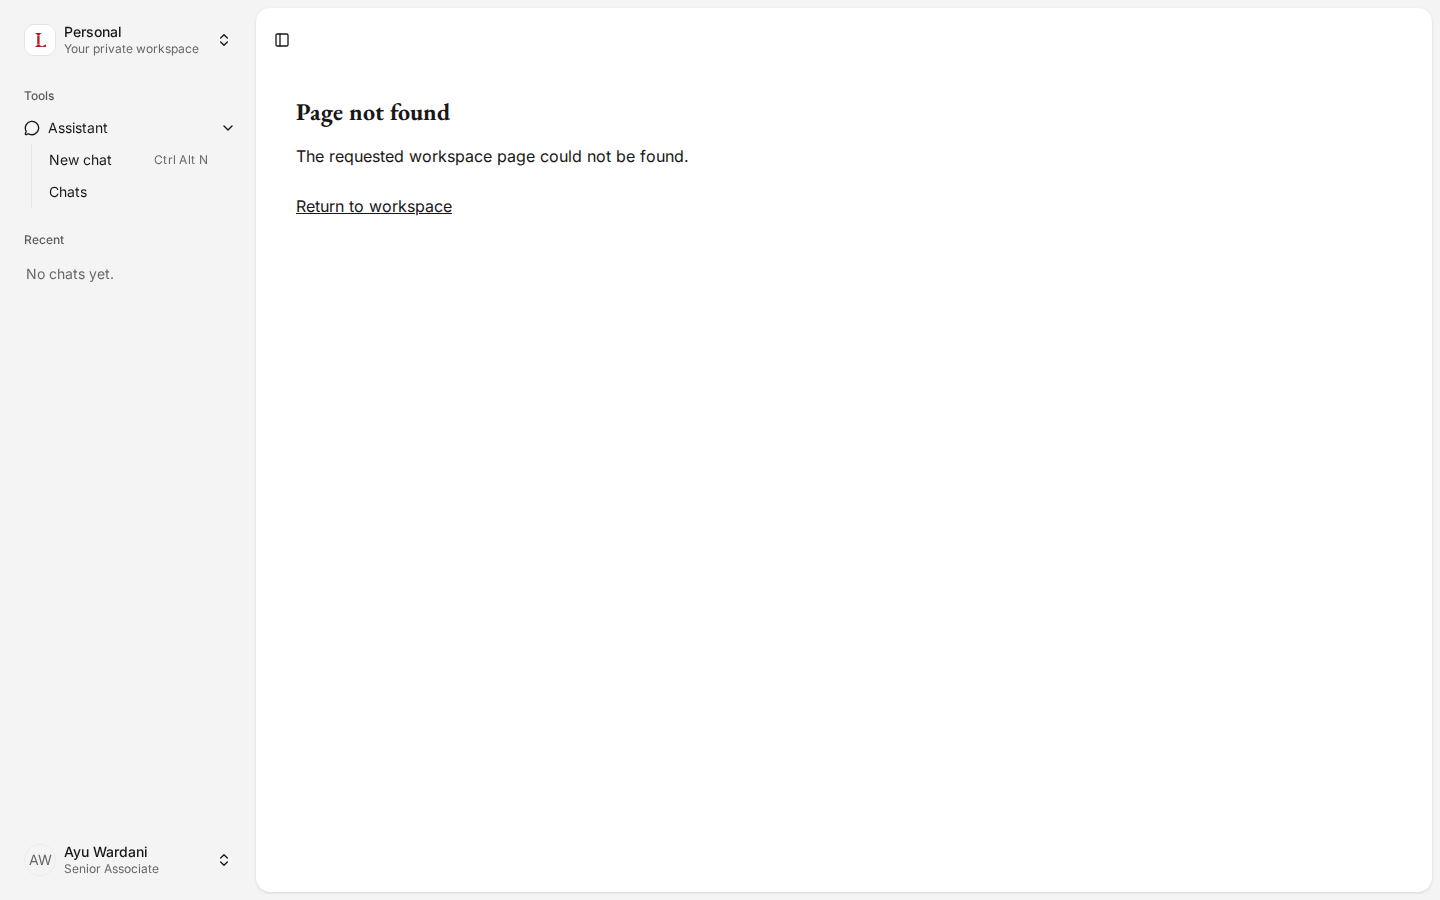 L
Personal
Your private workspace
Tools
Assistant
New chat Ctrl Alt N
Chats
Recent
No chats yet.
AW
Ayu Wardani
Senior Associate
Page not found
The requested workspace page could not be found.
Return to workspace